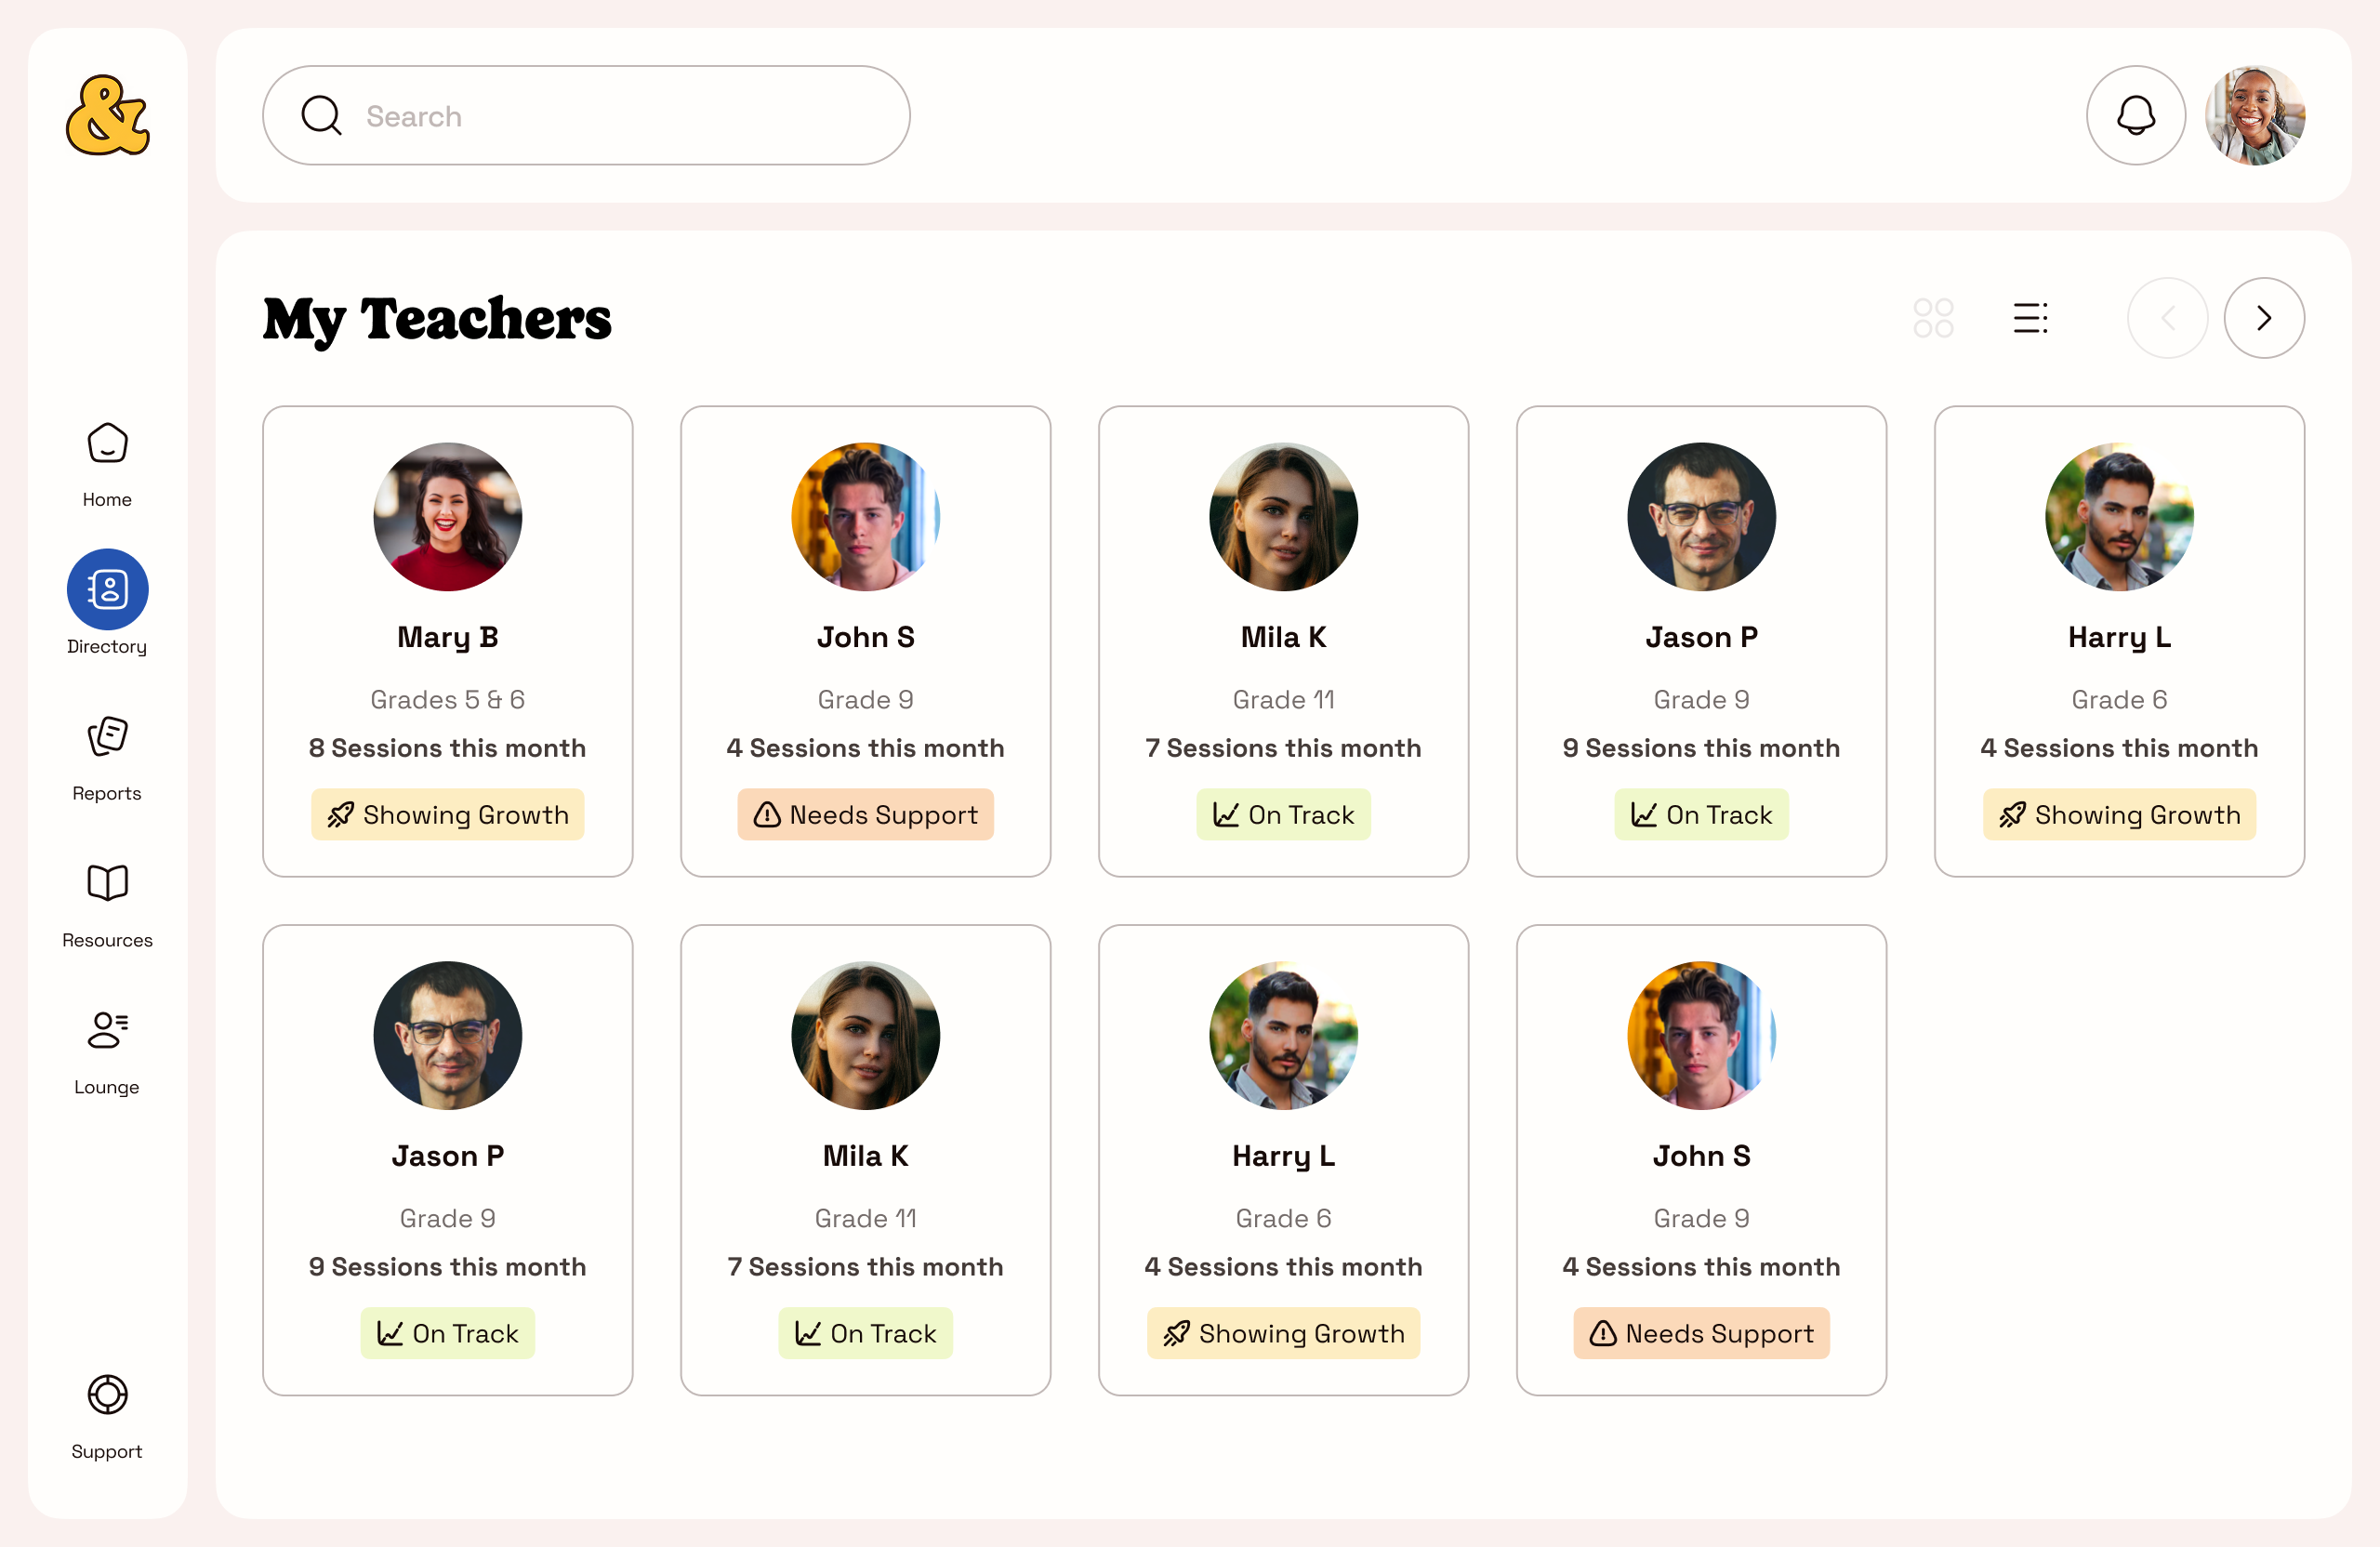 &
Search
My Teachers
Home
Directory
Reports
Resources
Lounge
Support
Mary B
Grades 5 & 6
8 Sessions this month
Showing Growth
John S
Grade 9
4 Sessions this month
Needs Support
Mila K
Grade 11
7 Sessions this month
On Track
Jason P
Grade 9
9 Sessions this month
On Track
Harry L
Grade 6
4 Sessions this month
Showing Growth
Jason P
Grade 9
9 Sessions this month
On Track
Mila K
Grade 11
7 Sessions this month
On Track
Harry L
Grade 6
4 Sessions this month
Showing Growth
John S
Grade 9
4 Sessions this month
Needs Support